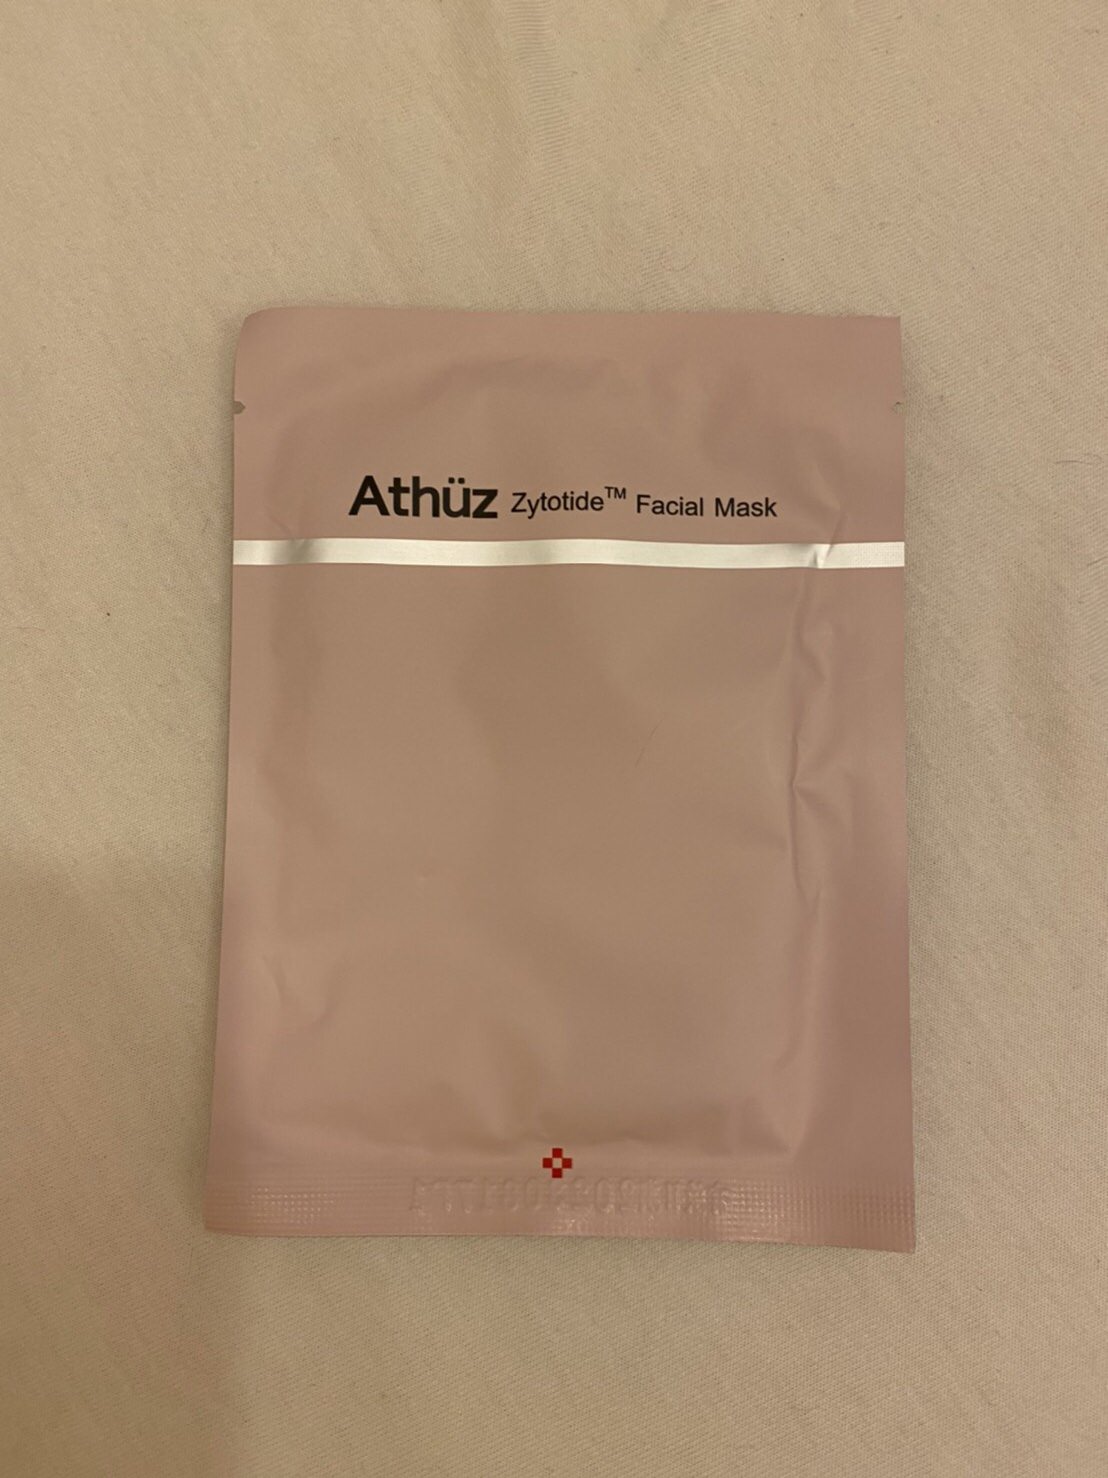 Athüz Zytotide™ Facial Mask